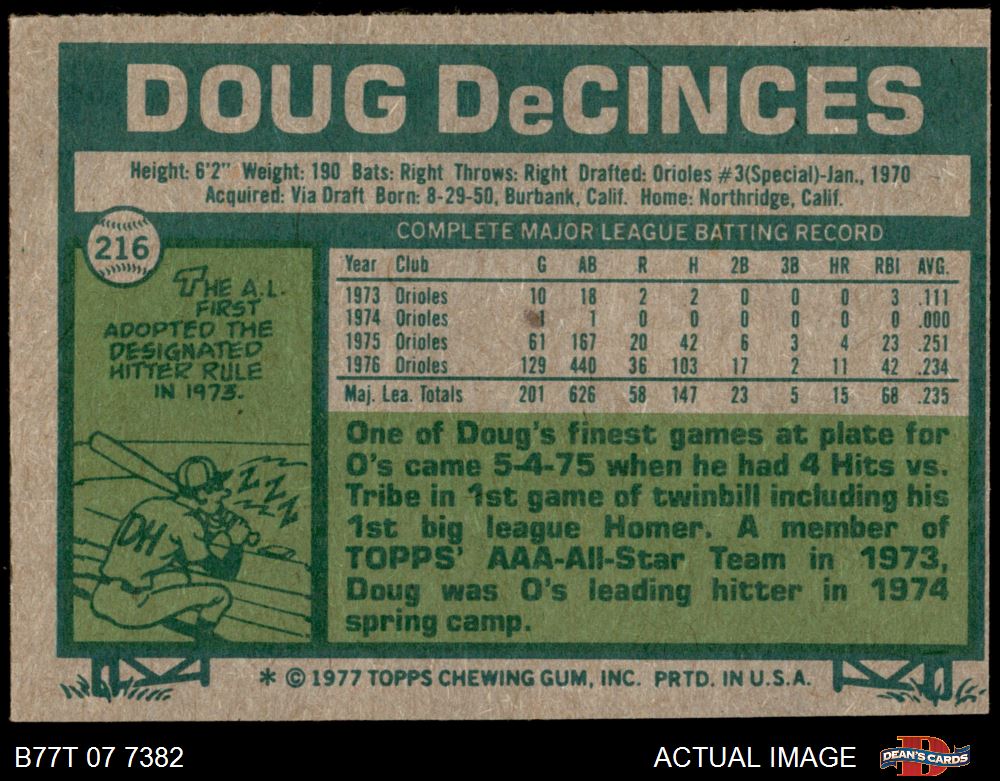 DOUG DeCINCES
Height: 6'2" Weight: 190 Bats: Right Throws: Right Drafted: Orioles #3(Special)-Jan., 1970
Acquired: Via Draft Born: 8-29-50, Burbank, Calif. Home: Northridge, Calif.
216
THE A.L.
FIRST
ADOPTED THE
DESIGNATED
HITTER RULE
IN 1973.
ZZZ
ZZZ
DH
COMPLETE MAJOR LEAGUE BATTING RECORD
Year Club G AB R H 2B 3B HR RBI AVG.
1973 Orioles 10 18 2 2 0 0 0 3 .111
1974 Orioles 1 1 0 0 0 0 0 0 .000
1975 Orioles 61 167 20 42 6 3 4 23 .251
1976 Orioles 129 440 36 103 17 2 11 42 .234
Maj. Lea. Totals 201 626 58 147 23 5 15 68 .235
One of Doug's finest games at plate for
O's came 5-4-75 when he had 4 Hits vs.
Tribe in 1st game of twinbill including his
1st big league Homer. A member of
TOPPS' AAA-All-Star Team in 1973,
Doug was O's leading hitter in 1974
spring camp.
* © 1977 TOPPS CHEWING GUM, INC. PRTD. IN U.S.A.
B77T 07 7382
ACTUAL IMAGE
DEAN'S CARDS